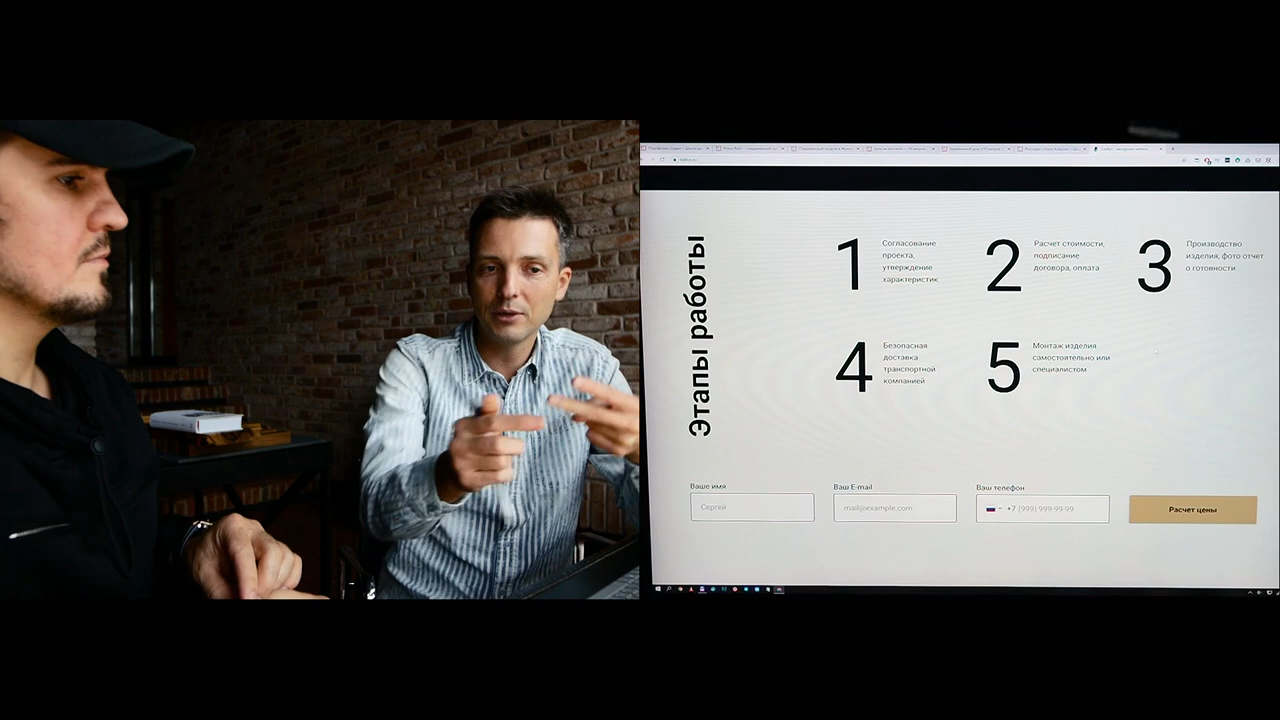 Этапы работы
1
Согласование
проекта,
утверждение
характеристик
2
Расчет стоимости,
подписание
договора, оплата
3
Производство
изделия, фото отчет
о готовности
4
Безопасная
доставка
транспортной
компанией
5
Монтаж изделия
самостоятельно или
специалистом
Ваше имя
Сергей
Ваш E-mail
mail@example.com
Ваш телефон
+7 (999) 999-99-99
Расчет цены